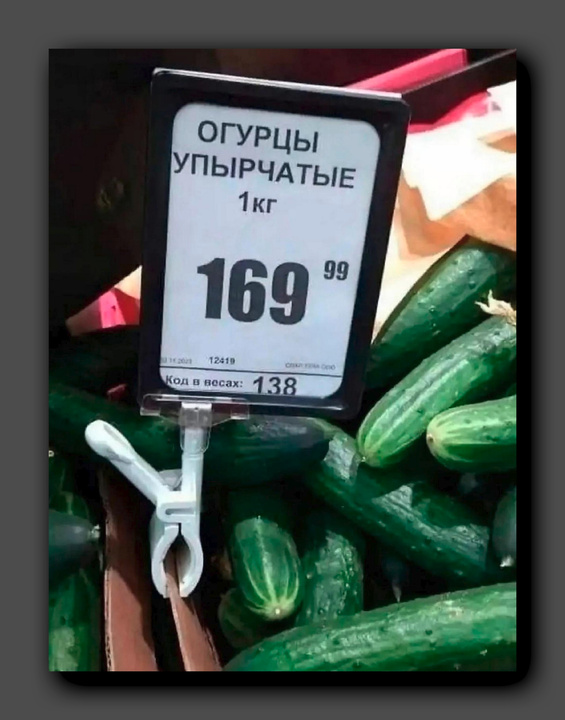 ОГУРЦЫ
УПЫРЧАТЫЕ
1кг
169 99
12419
Код в весах: 138